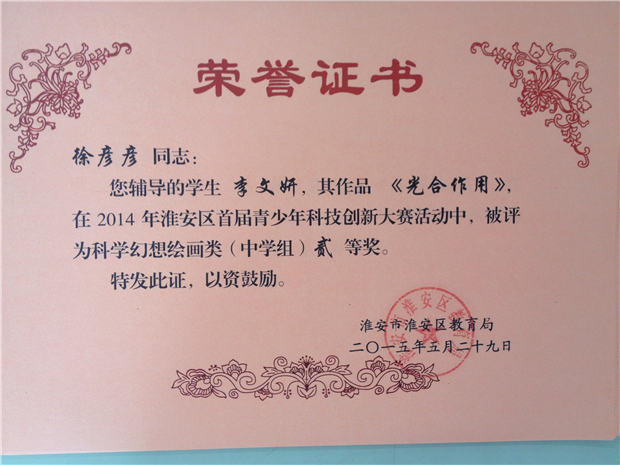 荣誉证书
徐彦彦 同志：
您辅导的学生 李文妍，其作品 《光合作用》，
在 2014 年淮安区首届青少年科技创新大赛活动中，被评
为科学幻想绘画类（中学组）贰 等奖。
特发此证，以资鼓励。
淮安市淮安区教育局
二〇一五年五月二十九日